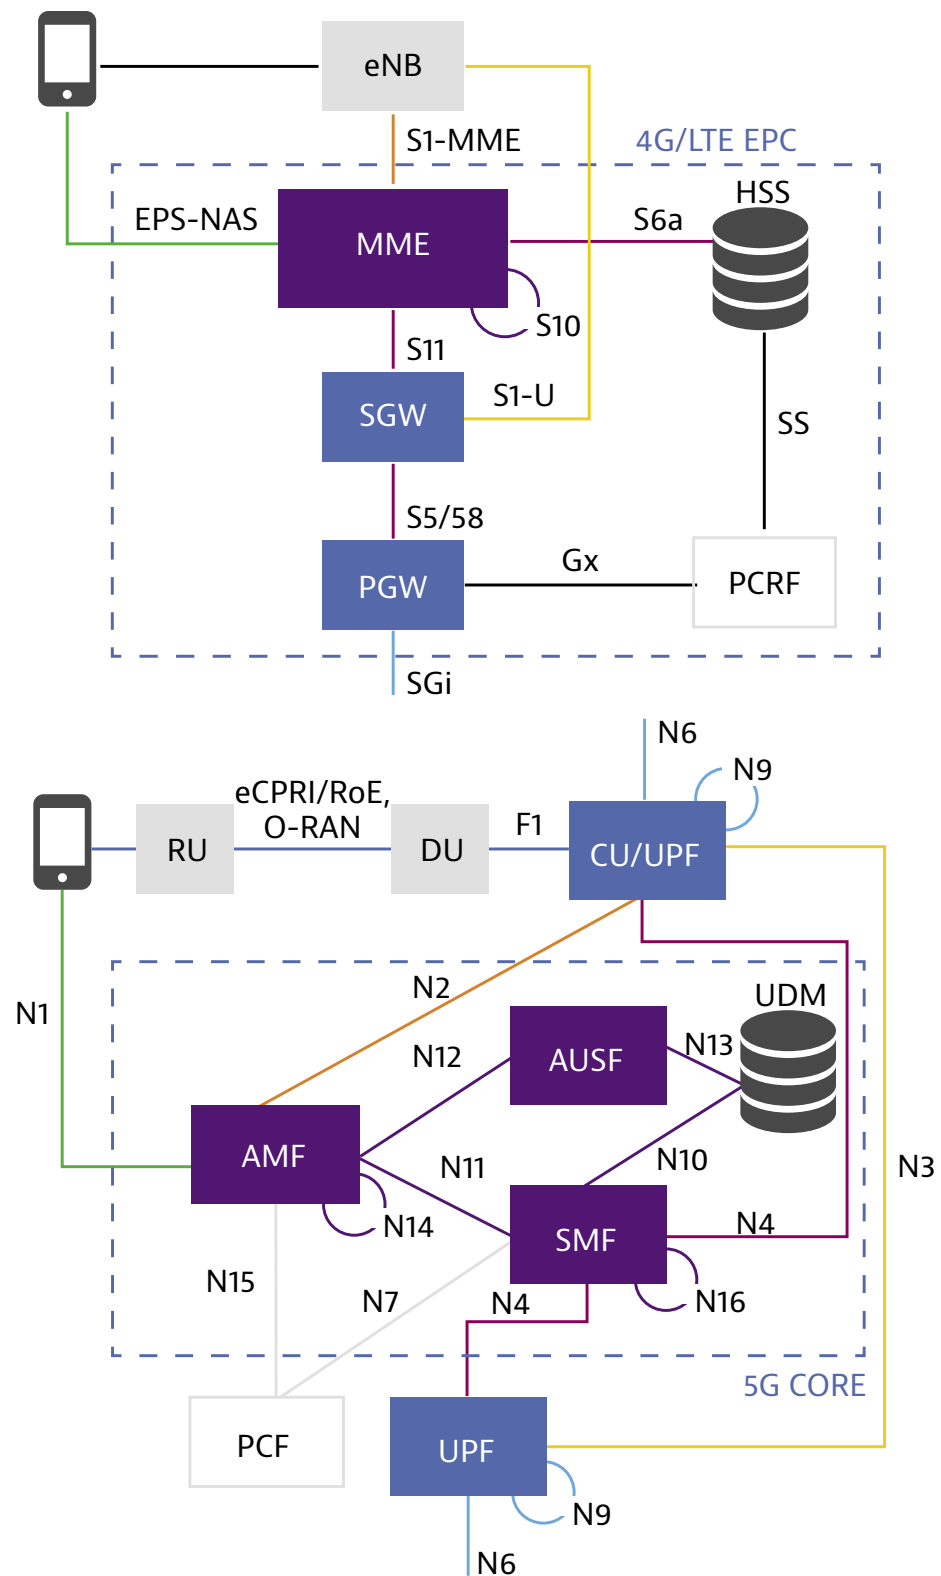 eNB
S1-MME
4G/LTE EPC
HSS
EPS-NAS
S6a
MME
S10
S11
S1-U
SGW
SS
S5/58
Gx
PGW
PCRF
SGi
N6
N9
eCPRI/RoE,
O-RAN
F1
RU
DU
CU/UPF
N2
UDM
N1
N12
AUSF
N13
AMF
N11
N10
N3
N14
SMF
N4
N15
N7
N4
N16
5G CORE
PCF
UPF
N9
N6